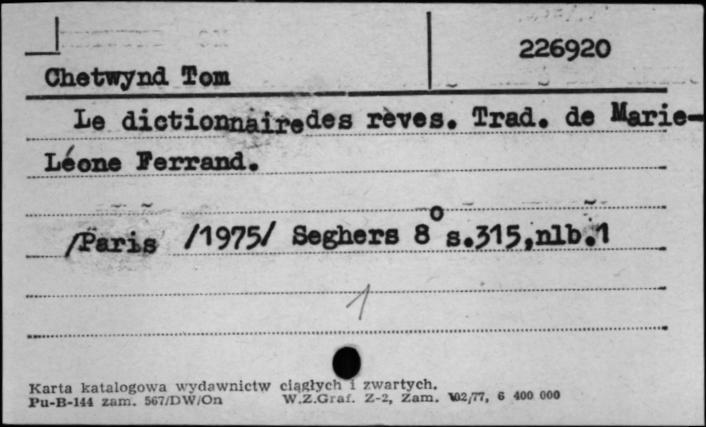 226920
Chetwynd Tom
Le dictionnairedes rèves. Trad. de Marie-
Léone Ferrand.
/Paris /1975/ Seghers 8° s.315,nlb.1
1
Karta katalogowa wydawnictw ciągłych i zwartych.
Pu-B-144 zam. 567/DW/On W.Z.Graf. Z-2, Zam. 102/77, 6 400 000